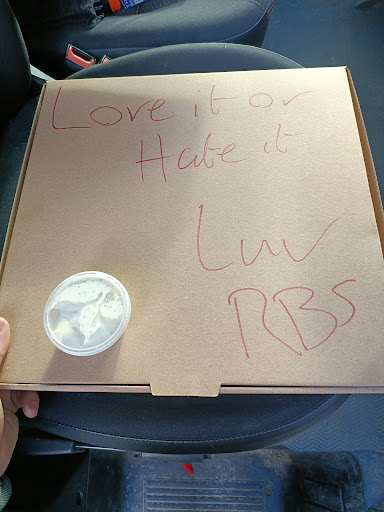 Love it or
Hate it
Luv
RBS